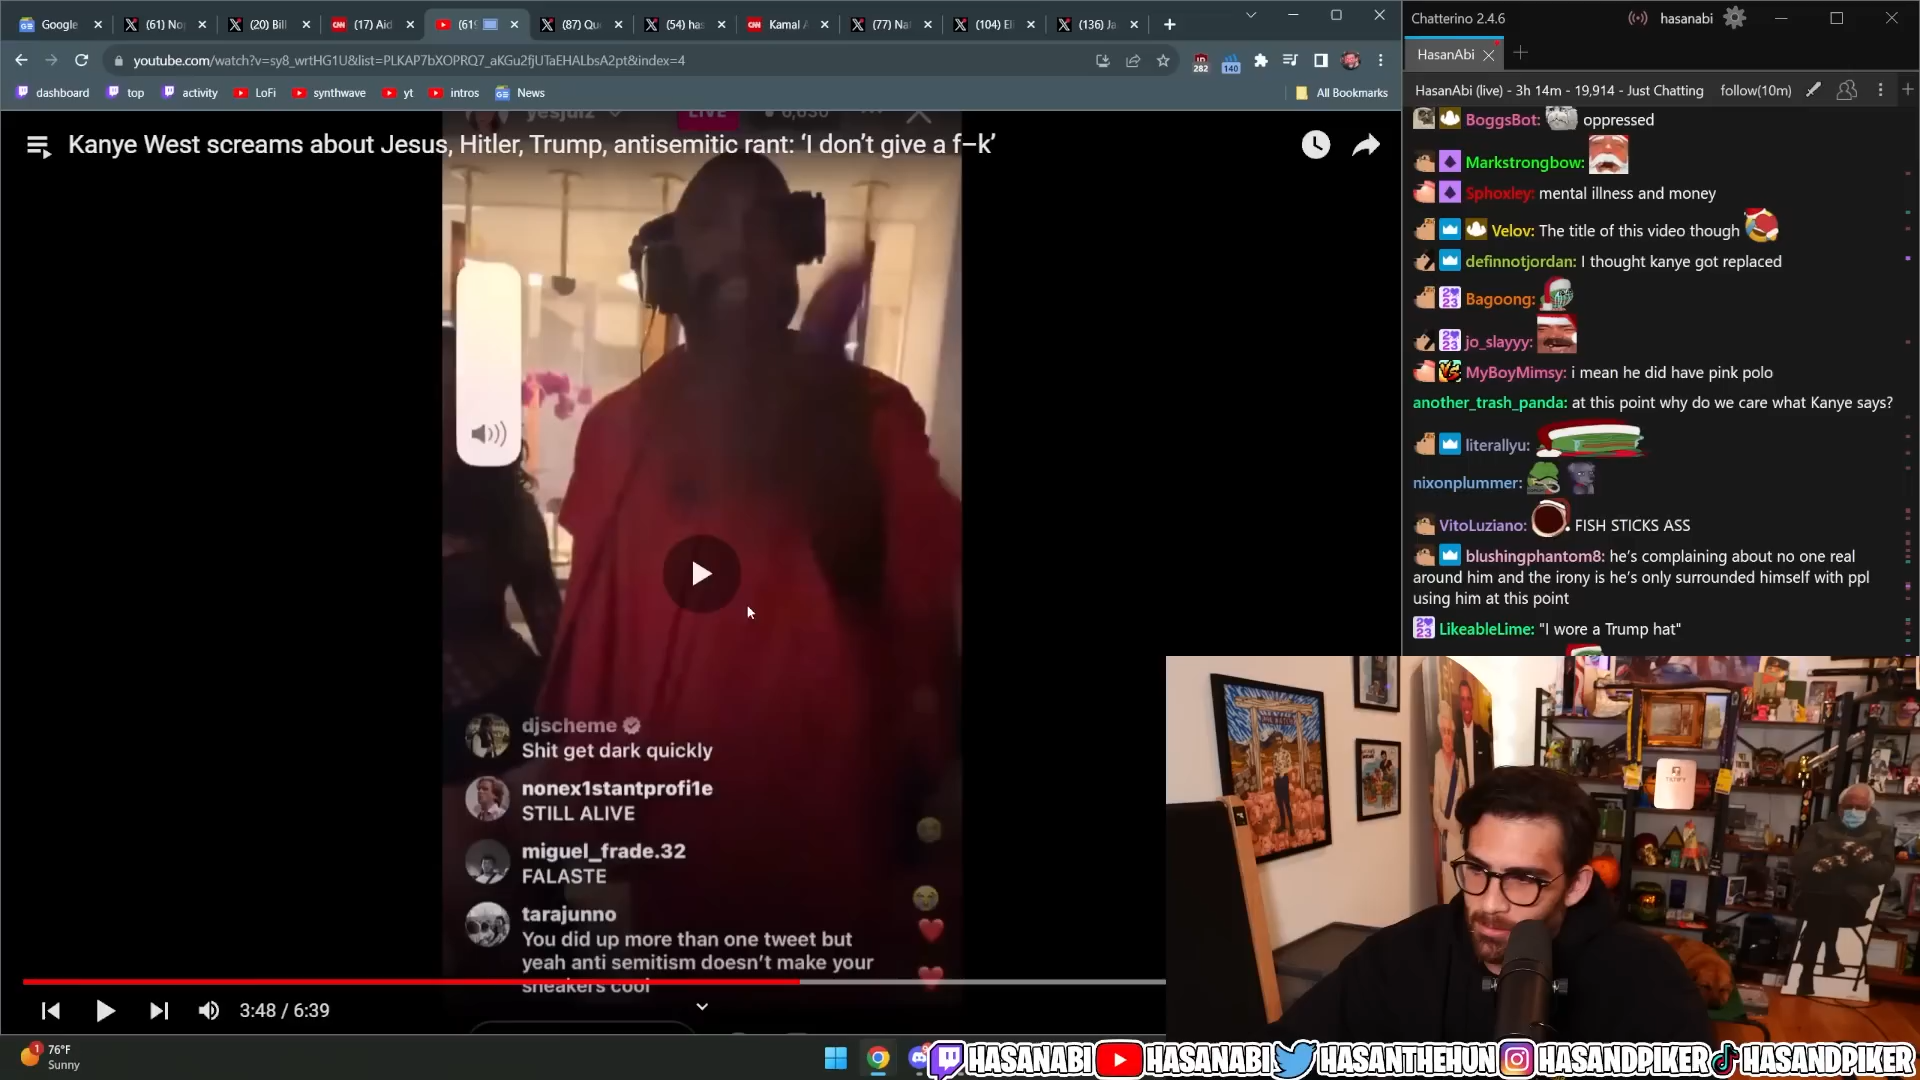 Google
(61) No
(20) Bill
(17) Aid
(619
(87) Qu
(54) has
Kamal A
(77) Na
(104) El
(136) Ja
youtube.com/watch?v=sy8_wrtHG1U&list=PLKAP7bXOPRQ7_aKGu2fjUTaEHALbsA2pt&index=4
282
140
dashboard
top
activity
LoFi
synthwave
yt
intros
News
All Bookmarks
yesjulz
LIVE
Kanye West screams about Jesus, Hitler, Trump, antisemitic rant: ‘I don’t give a f–k’
djscheme
Shit get dark quickly
nonex1stantprofi1e
STILL ALIVE
miguel_frade.32
FALASTE
tarajunno
You did up more than one tweet but
yeah anti semitism doesn’t make your
sneakers cool
3:48 / 6:39
1
76°F
Sunny
Chatterino 2.4.6
hasanabi
HasanAbi
HasanAbi (live) - 3h 14m - 19,914 - Just Chatting
follow(10m)
BoggsBot: oppressed
Markstrongbow:
Sphoxley: mental illness and money
Velov: The title of this video though
definnotjordan: I thought kanye got replaced
Bagoong:
jo_slayyy:
MyBoyMimsy: i mean he did have pink polo
another_trash_panda: at this point why do we care what Kanye says?
literallyu:
nixonplummer:
VitoLuziano: FISH STICKS ASS
blushingphantom8: he’s complaining about no one real
around him and the irony is he’s only surrounded himself with ppl
using him at this point
LikeableLime: "I wore a Trump hat"
HASANABI
HASANABI
HASANTHEHUN
HASANDPIKER
HASANDPIKER